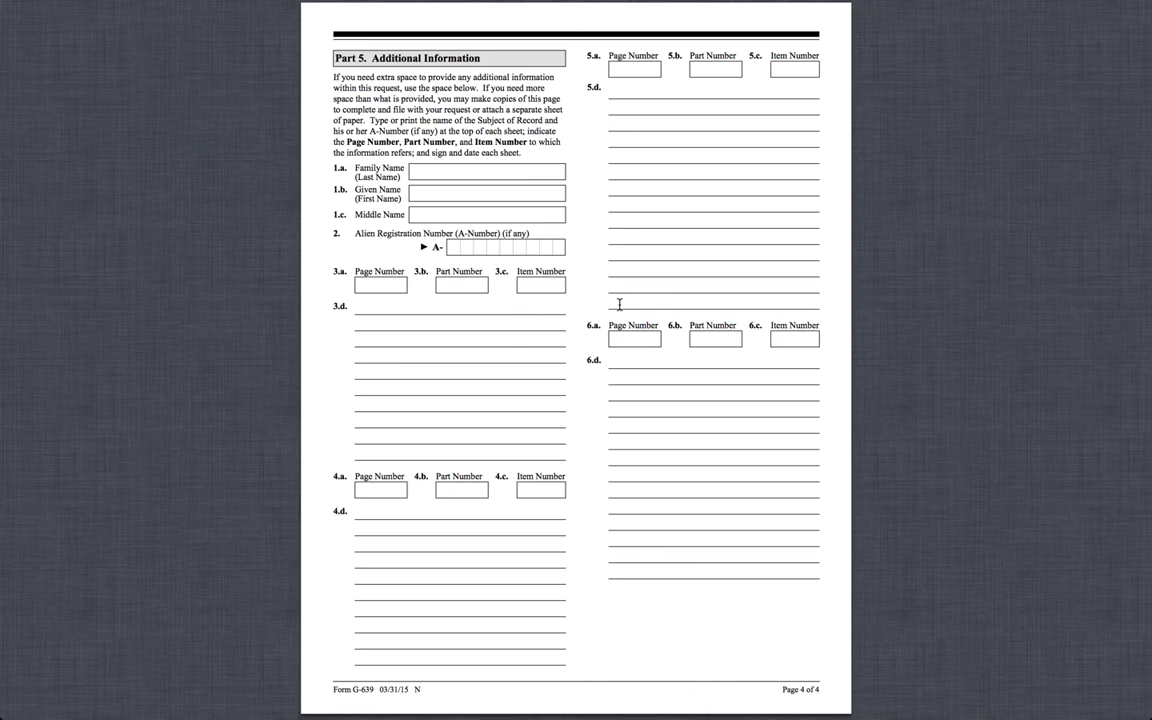 Part 5. Additional Information
If you need extra space to provide any additional information
within this request, use the space below. If you need more
space than what is provided, you may make copies of this page
to complete and file with your request or attach a separate sheet
of paper. Type or print the name of the Subject of Record and
his or her A-Number (if any) at the top of each sheet; indicate
the Page Number, Part Number, and Item Number to which
the information refers; and sign and date each sheet.
1.a. Family Name
(Last Name)
1.b. Given Name
(First Name)
1.c. Middle Name
2. Alien Registration Number (A-Number) (if any)
► A-
3.a. Page Number 3.b. Part Number 3.c. Item Number
3.d.
4.a. Page Number 4.b. Part Number 4.c. Item Number
4.d.
5.a. Page Number 5.b. Part Number 5.c. Item Number
5.d.
6.a. Page Number 6.b. Part Number 6.c. Item Number
6.d.
Form G-639 03/31/15 N
Page 4 of 4